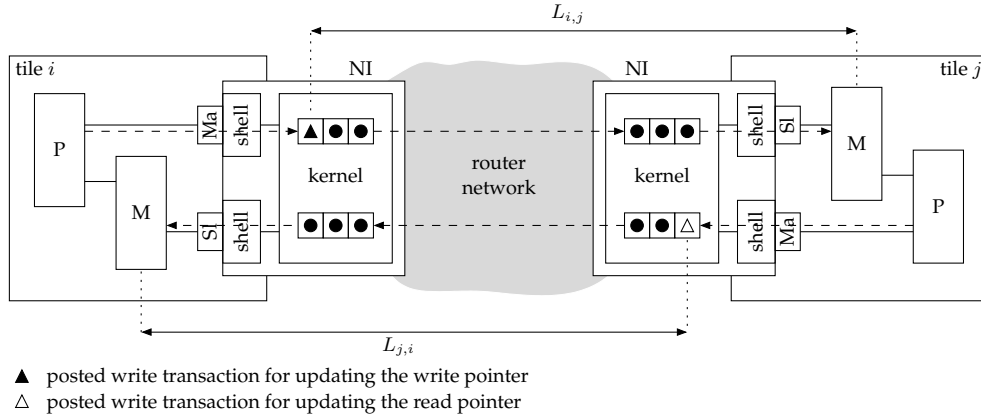 L_{i,j}
tile i
NI
NI
tile j
P
Ma
shell
shell
Sl
M
M
kernel
router
network
kernel
P
Sl
shell
shell
Ma
L_{j,i}
▲ posted write transaction for updating the write pointer
△ posted write transaction for updating the read pointer